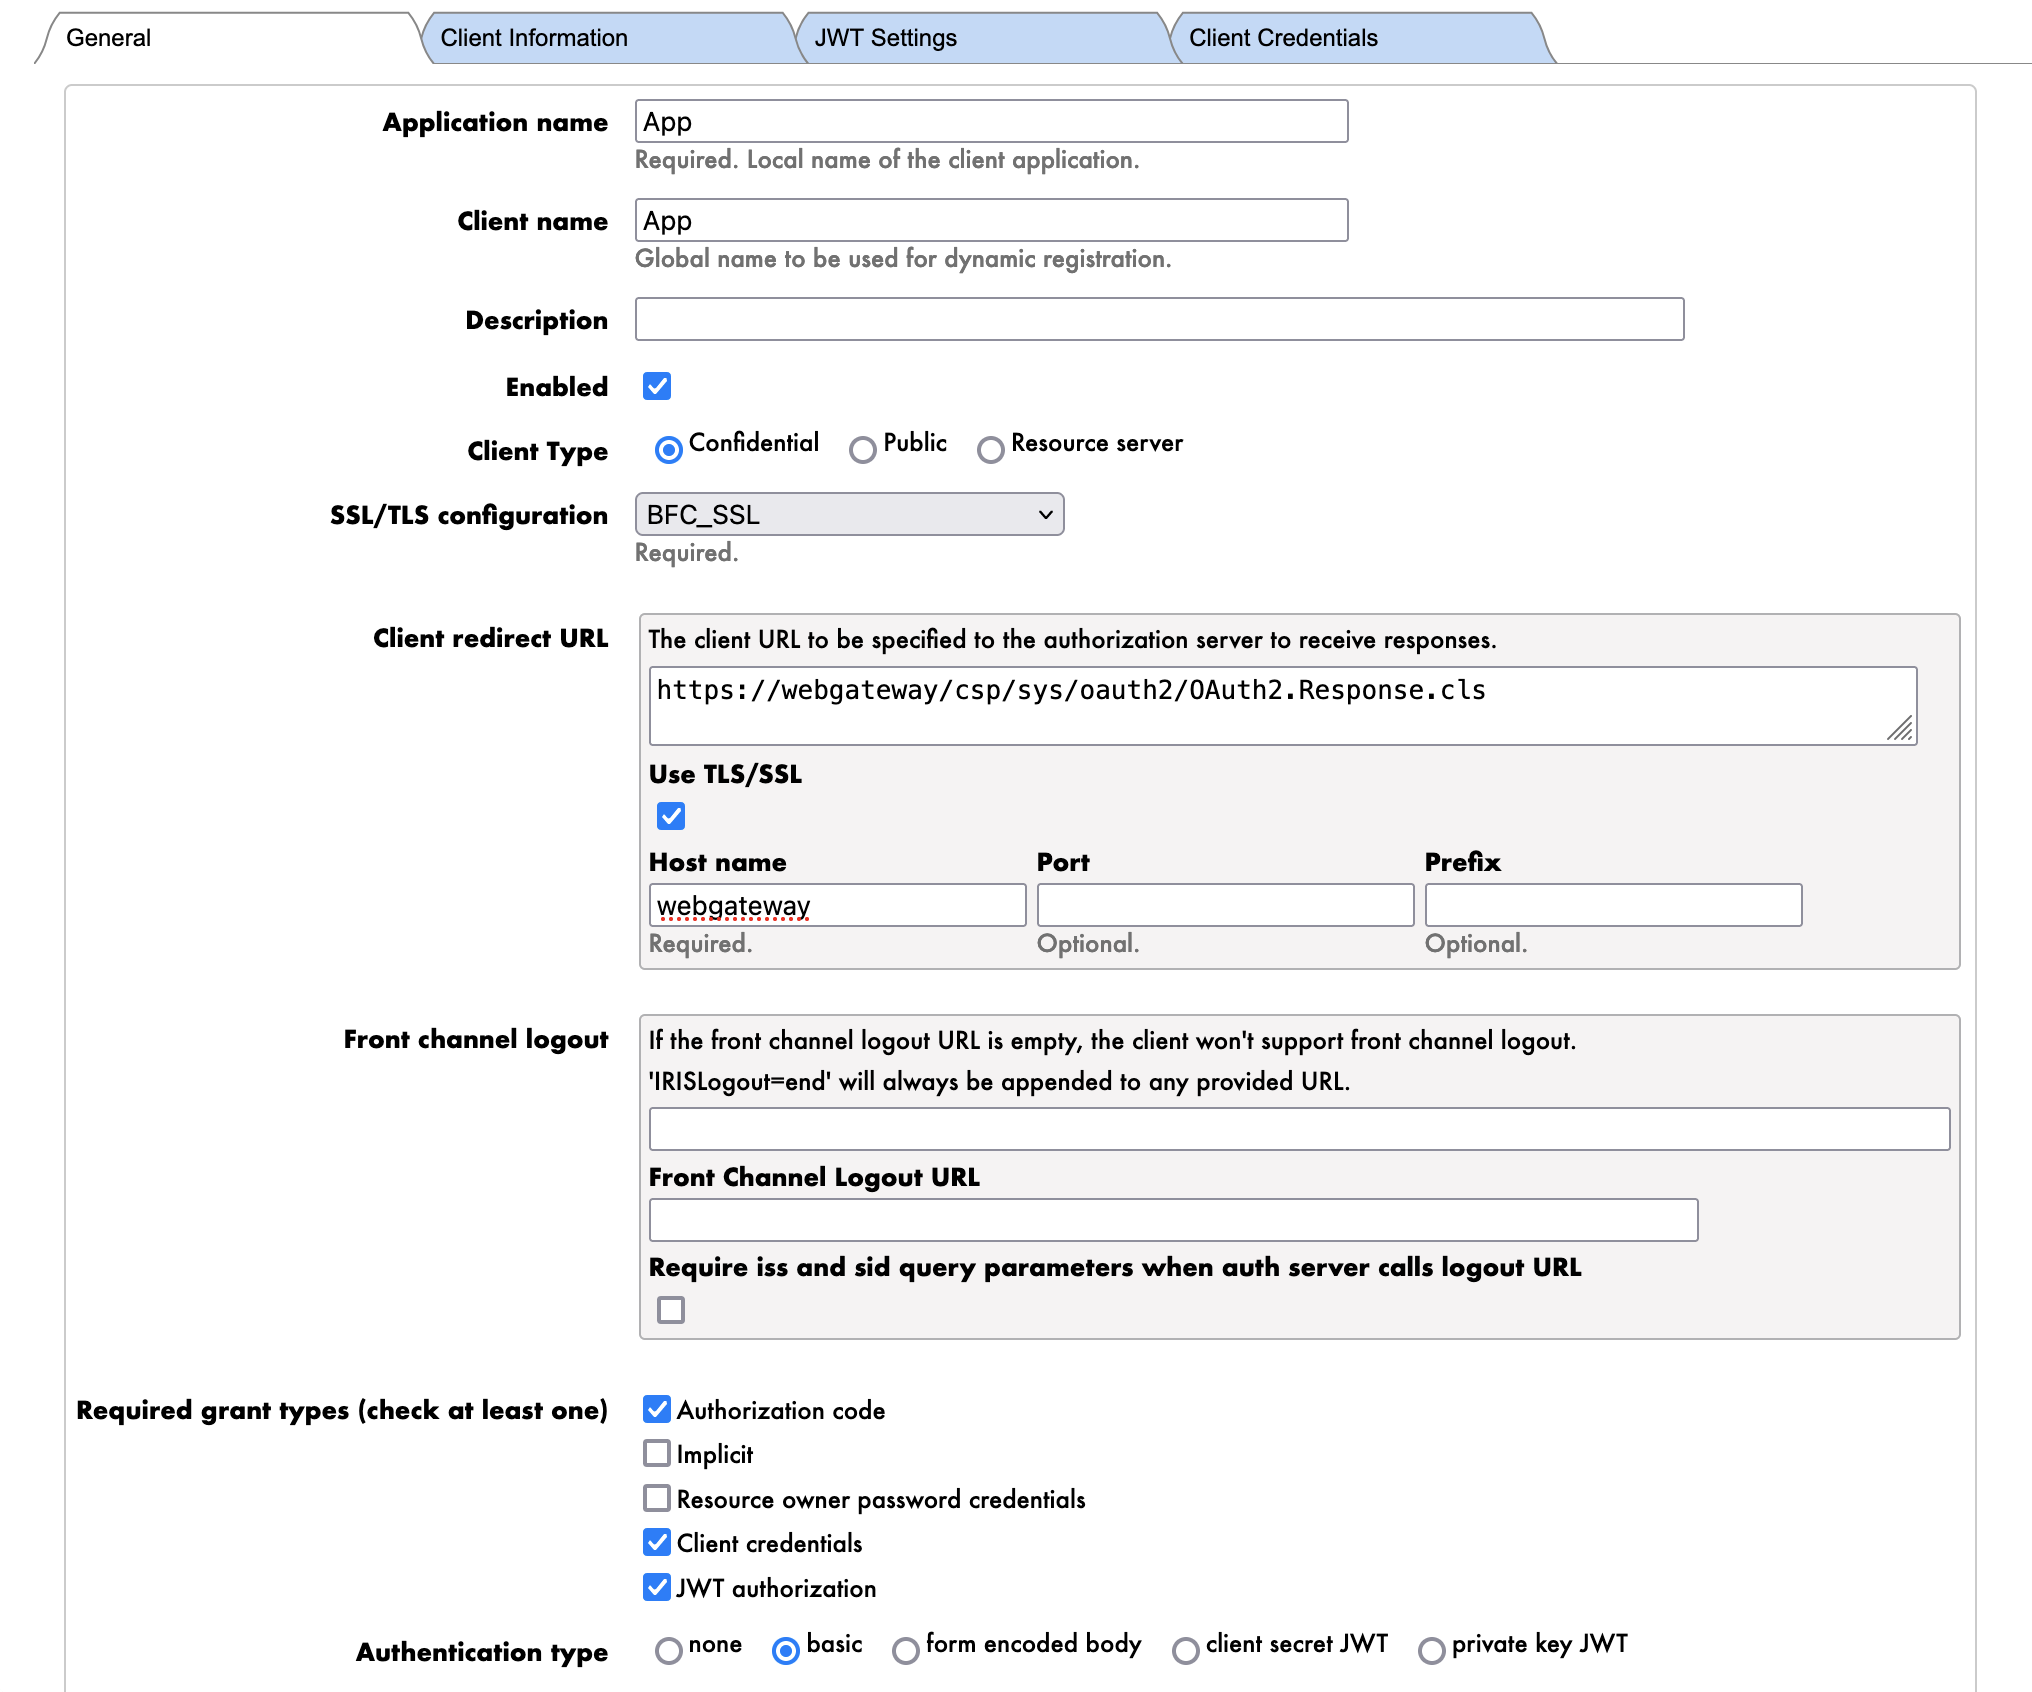 General
Client Information
JWT Settings
Client Credentials
Application name
App
Required. Local name of the client application.
Client name
App
Global name to be used for dynamic registration.
Description
Enabled
Client Type
Confidential
Public
Resource server
SSL/TLS configuration
BFC_SSL
Required.
Client redirect URL
The client URL to be specified to the authorization server to receive responses.
https://webgateway/csp/sys/oauth2/OAuth2.Response.cls
Use TLS/SSL
Host name
Port
Prefix
webgateway
Required.
Optional.
Optional.
Front channel logout
If the front channel logout URL is empty, the client won't support front channel logout.
'IRISLogout=end' will always be appended to any provided URL.
Front Channel Logout URL
Require iss and sid query parameters when auth server calls logout URL
Required grant types (check at least one)
Authorization code
Implicit
Resource owner password credentials
Client credentials
JWT authorization
Authentication type
none
basic
form encoded body
client secret JWT
private key JWT